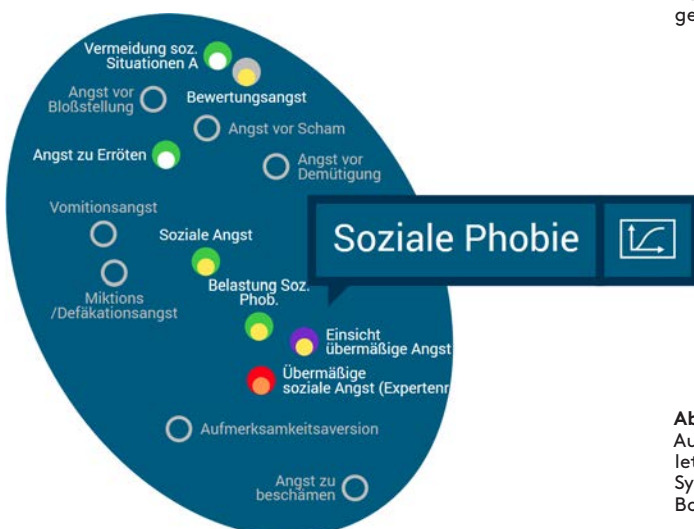 ge
Vermeidung soz.
Situationen A
Bewertungsangst
Angst vor
Bloßstellung
Angst vor Scham
Angst zu Erröten
Angst vor
Demütigung
Vomitionsangst
Soziale Angst
Soziale Phobie
Miktions
/Defäkationsangst
Belastung Soz.
Phob.
Einsicht
übermäßige Angst
Übermäßige
soziale Angst (Expertenr
Aufmerksamkeitsaversion
Angst zu
beschämen
Ab
Au
let
Sy
Bo